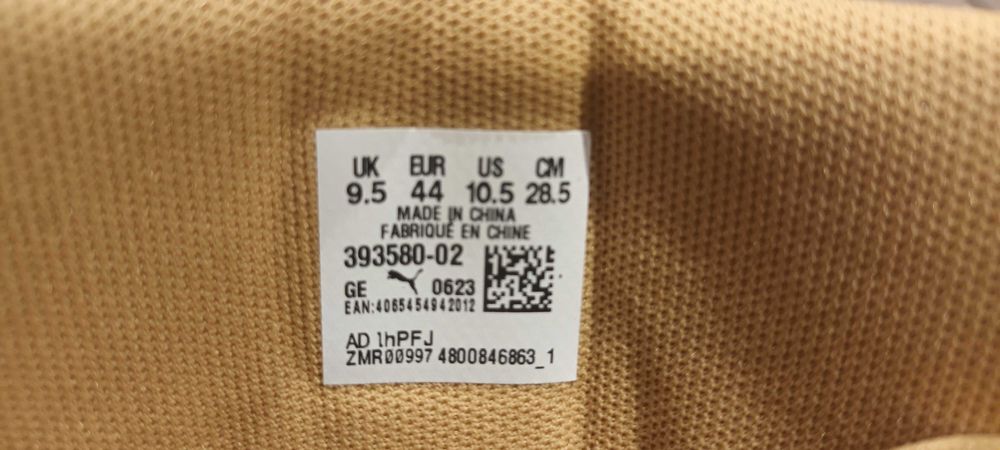 UK EUR US CM
9.5 44 10.5 28.5
MADE IN CHINA
FABRIQUÉ EN CHINE
393580-02
GE 0623
EAN:4065454942012
AD lhPFJ
ZMR00997 4800846863_1